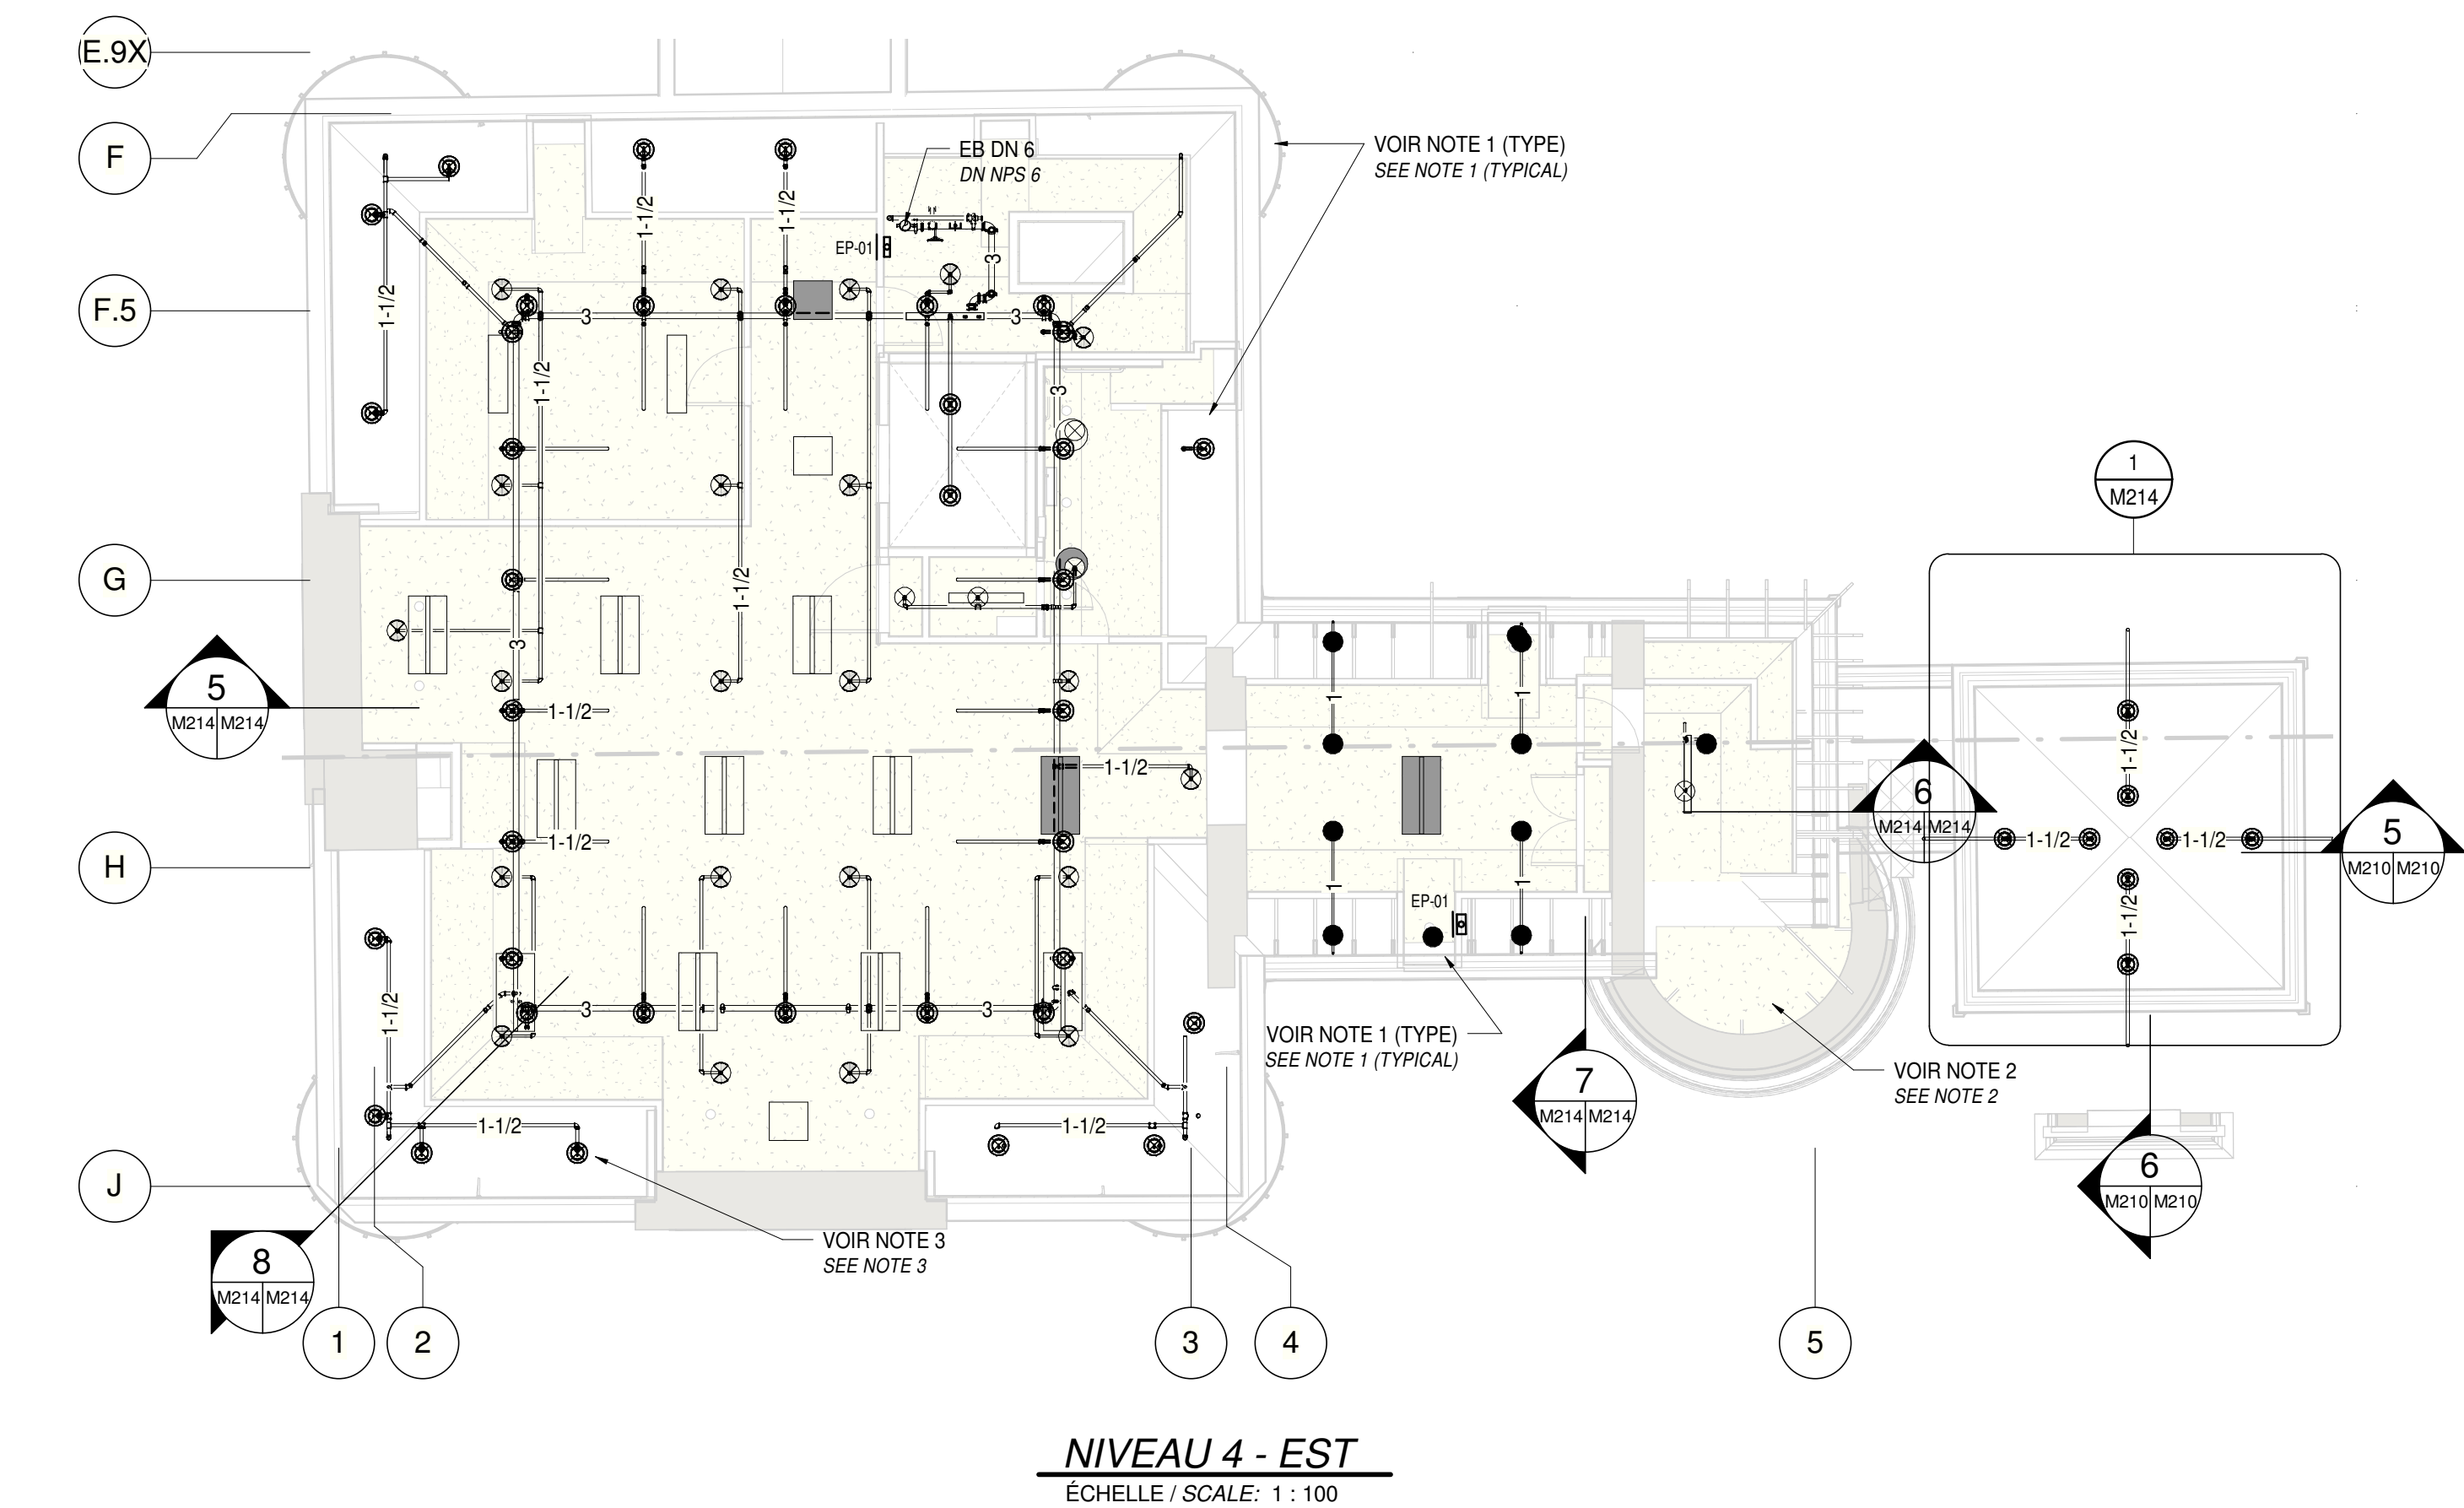 E.9X
F
F.5
G
H
J
EB DN 6
DN NPS 6
VOIR NOTE 1 (TYPE)
SEE NOTE 1 (TYPICAL)
1-1/2
1-1/2
EP-01
3
1-1/2
3
3
1-1/2
3
1
M214
1-1/2
3
5
M214 M214
1-1/2
1
1
1-1/2
1-1/2
6
M214 M214
1-1/2
1-1/2
5
M210 M210
1-1/2
1
1
EP-01
1-1/2
1-1/2
3
3
VOIR NOTE 1 (TYPE)
SEE NOTE 1 (TYPICAL)
7
M214 M214
VOIR NOTE 2
SEE NOTE 2
1-1/2
1-1/2
6
M210 M210
VOIR NOTE 3
SEE NOTE 3
8
M214 M214
1
2
3
4
5
NIVEAU 4 - EST
ÉCHELLE / SCALE: 1 : 100